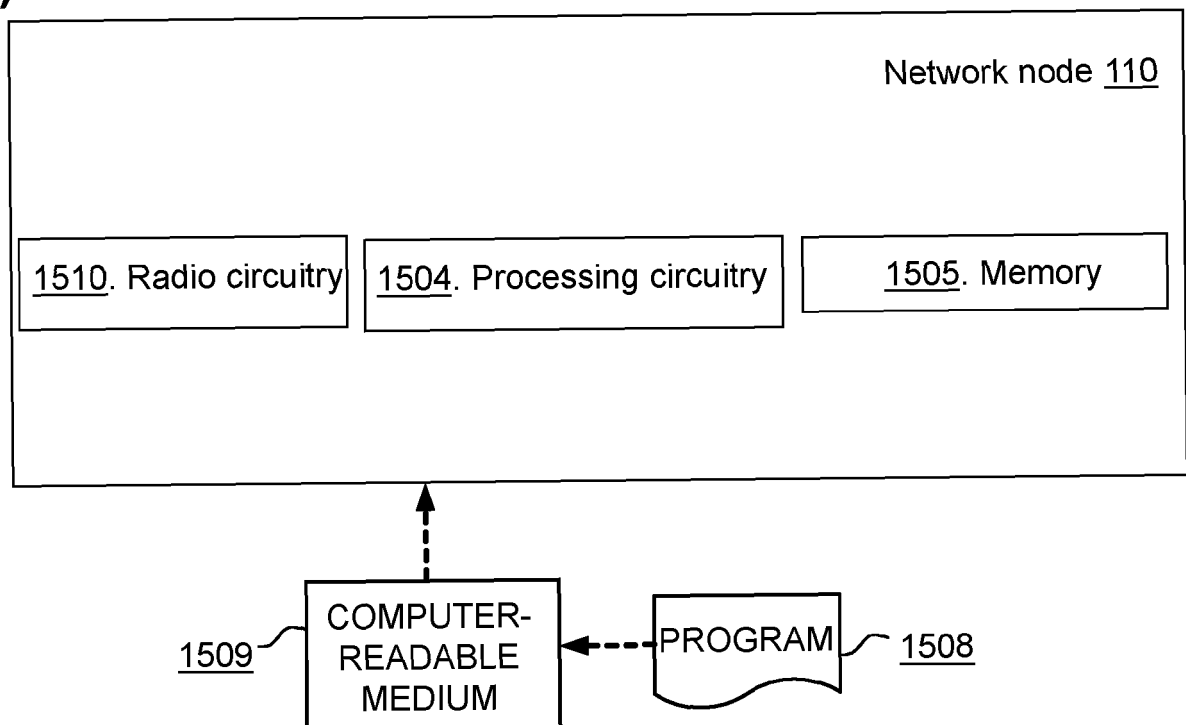 )
Network node 110
1510. Radio circuitry
1504. Processing circuitry
1505. Memory
COMPUTER-
READABLE
MEDIUM
1509
PROGRAM
1508